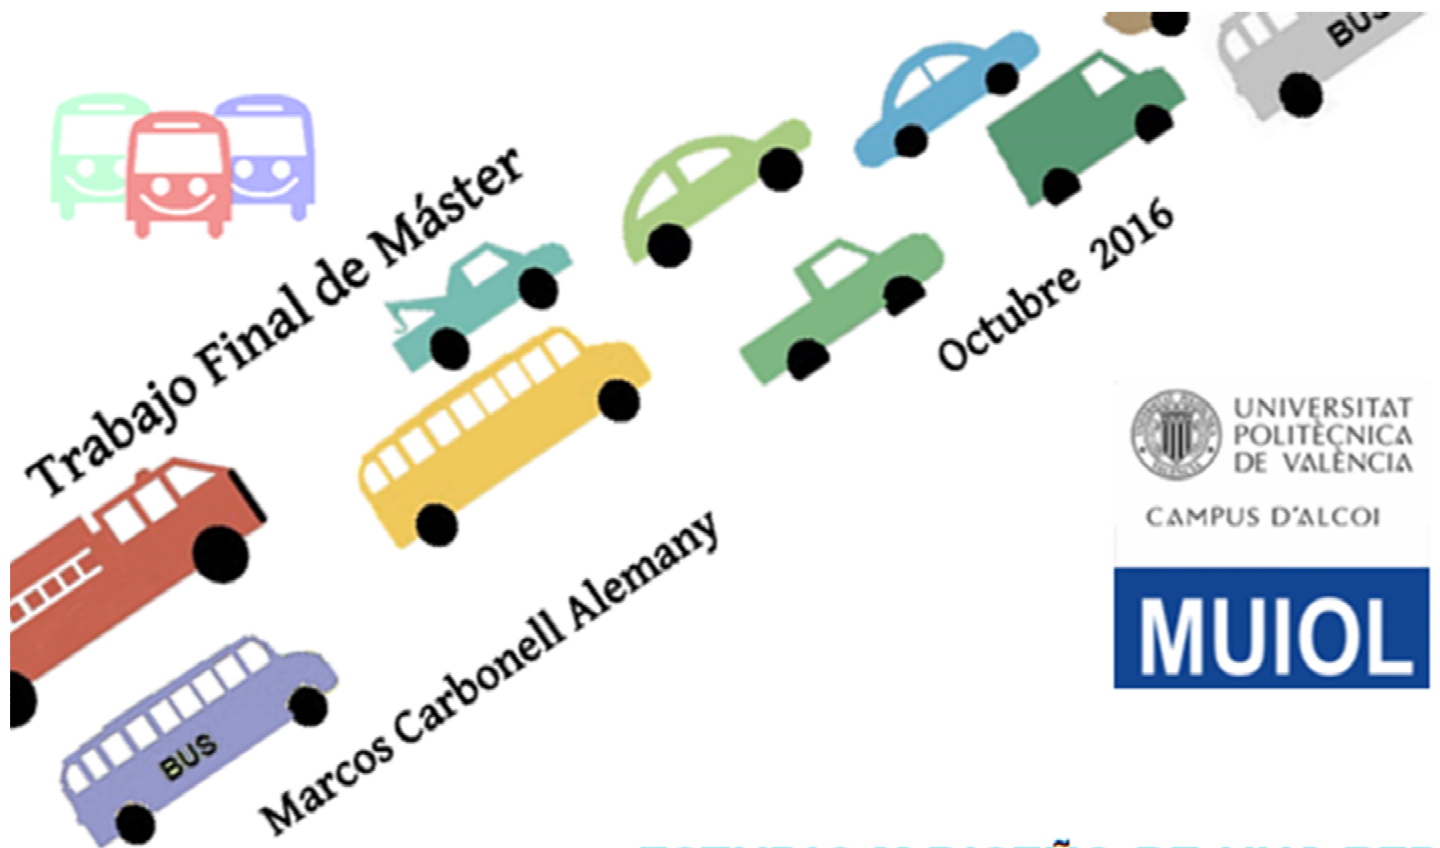 BUS
Trabajo Final de Máster
Octubre 2016
UNIVERSITAT
POLITÈCNICA
DE VALÈNCIA
CAMPUS D'ALCOI
MUIOL
Marcos Carbonell Alemany
BUS